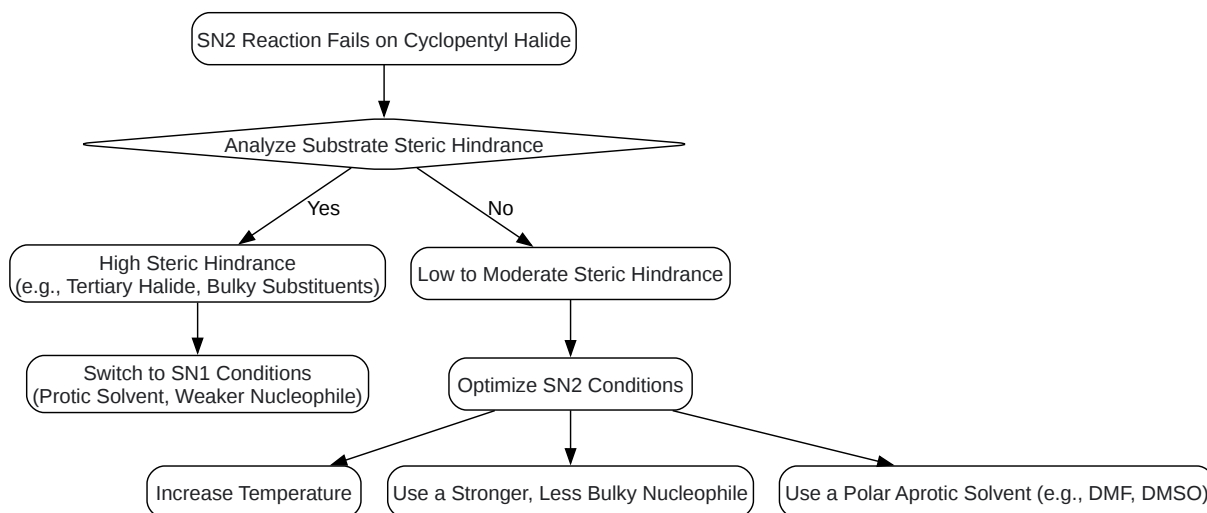 SN2 Reaction Fails on Cyclopentyl Halide
Analyze Substrate Steric Hindrance
Yes
No
High Steric Hindrance
(e.g., Tertiary Halide, Bulky Substituents)
Low to Moderate Steric Hindrance
Switch to SN1 Conditions
(Protic Solvent, Weaker Nucleophile)
Optimize SN2 Conditions
Increase Temperature
Use a Stronger, Less Bulky Nucleophile
Use a Polar Aprotic Solvent (e.g., DMF, DMSO)